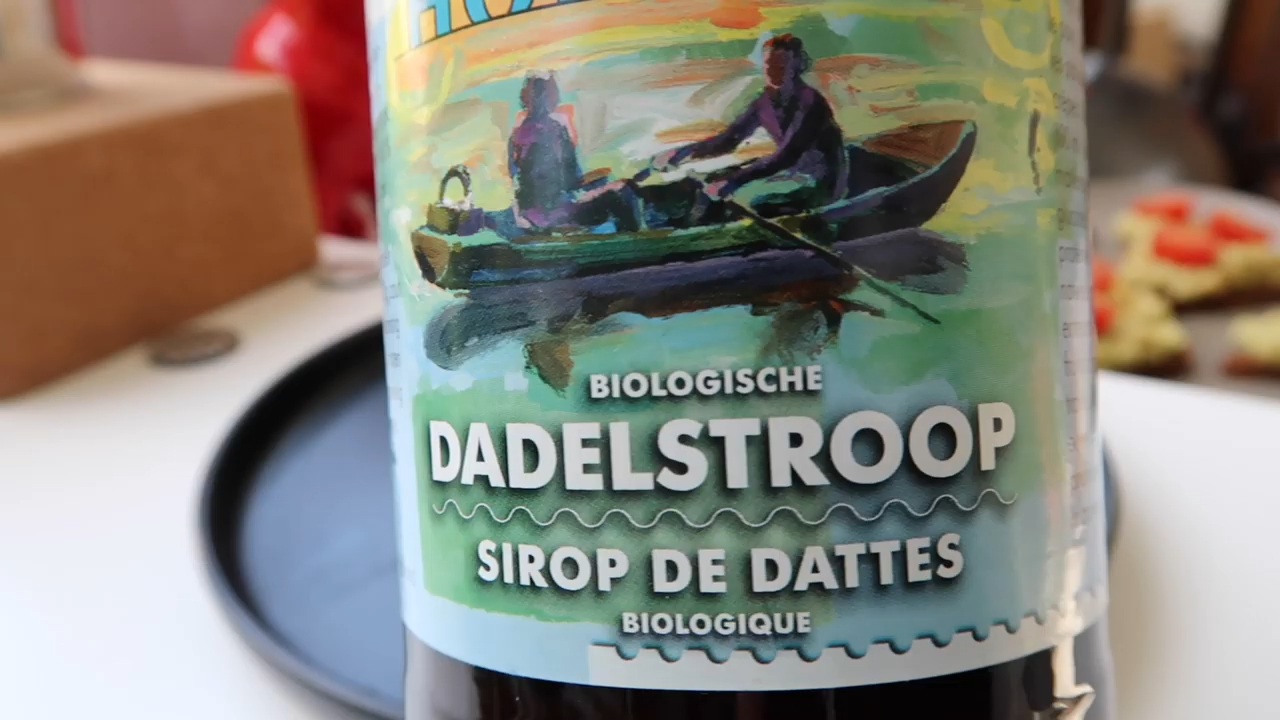 BIOLOGISCHE
DADELSTROOP
SIROP DE DATTES
BIOLOGIQUE